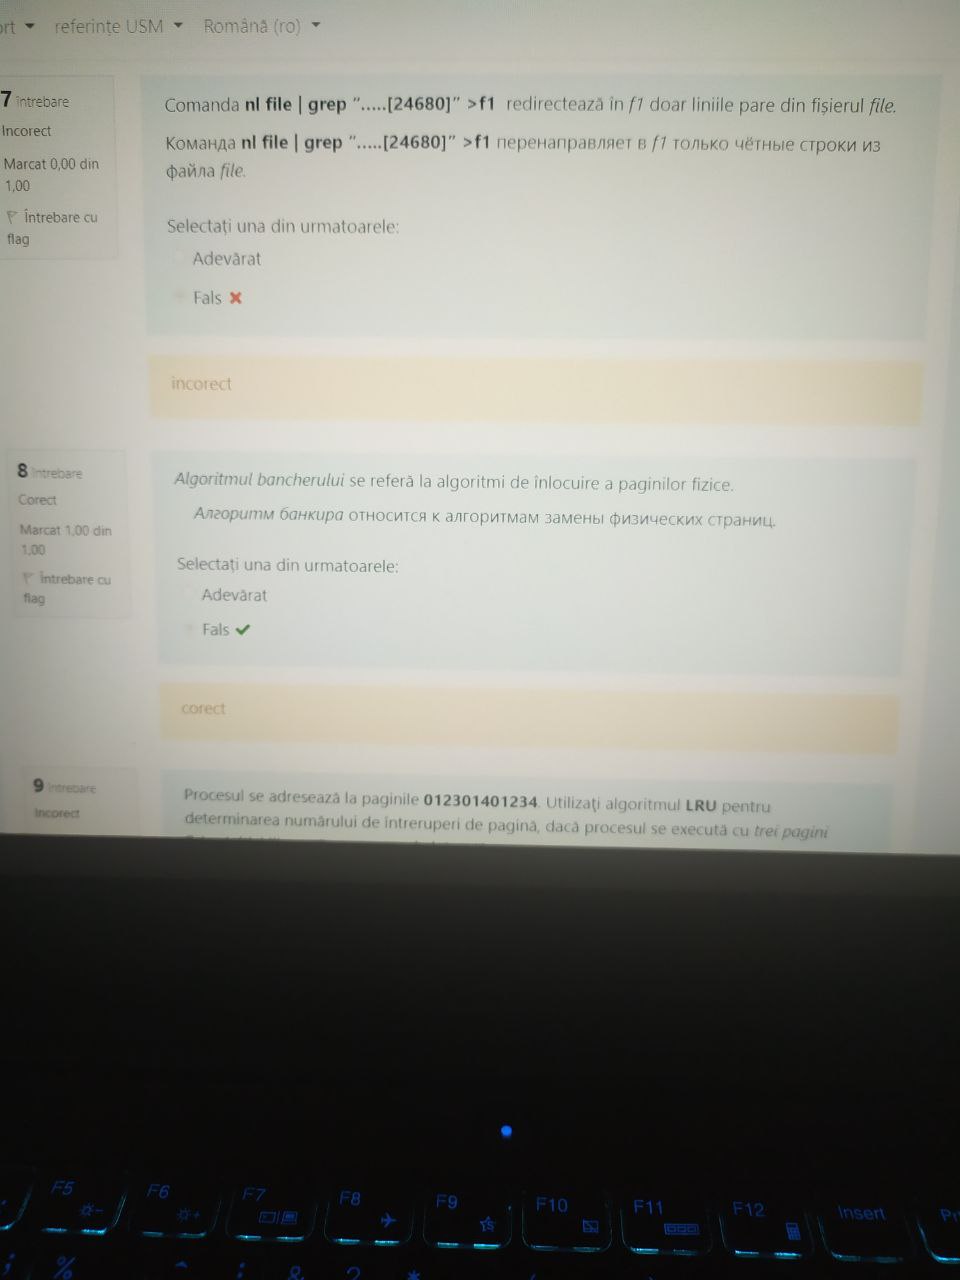 ort referințe USM Română (ro)
7 întrebare
Incorect
Marcat 0,00 din
1,00
Întrebare cu
flag
Comanda nl file | grep “.....[24680]” >f1 redirectează în f1 doar liniile pare din fișierul file.
Команда nl file | grep “.....[24680]” >f1 перенаправляет в f1 только чётные строки из
файла file.
Selectați una din urmatoarele:
Adevărat
Fals
incorect
8 întrebare
Corect
Marcat 1,00 din
1,00
Întrebare cu
flag
Algoritmul bancherului se referă la algoritmi de înlocuire a paginilor fizice.
Алгоритм банкира относится к алгоритмам замены физических страниц.
Selectați una din urmatoarele:
Adevărat
Fals
corect
9 întrebare
Incorect
Procesul se adresează la paginile 012301401234. Utilizați algoritmul LRU pentru
determinarea numărului de întreruperi de pagină, dacă procesul se execută cu trei pagini
F5 F6 F7 F8 F9 F10 F11 F12 Insert
% ^ ; & ? *